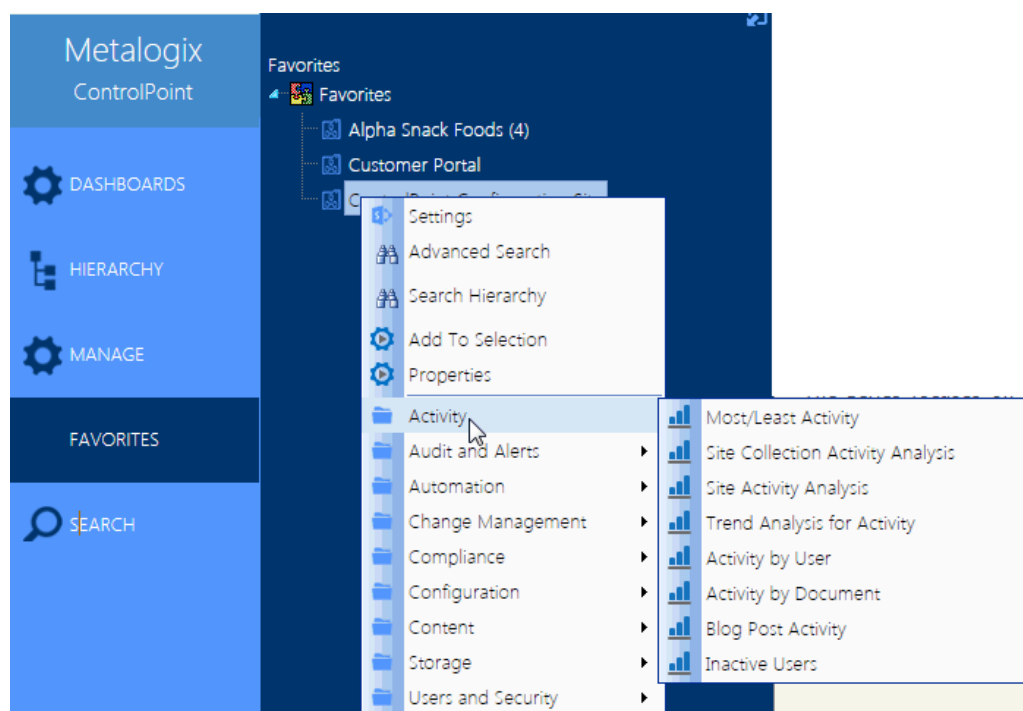 Metalogix
ControlPoint
DASHBOARDS
HIERARCHY
MANAGE
FAVORITES
SEARCH
Favorites
Favorites
Alpha Snack Foods (4)
Customer Portal
Settings
Advanced Search
Search Hierarchy
Add To Selection
Properties
Activity
Audit and Alerts
Automation
Change Management
Compliance
Configuration
Content
Storage
Users and Security
Most/Least Activity
Site Collection Activity Analysis
Site Activity Analysis
Trend Analysis for Activity
Activity by User
Activity by Document
Blog Post Activity
Inactive Users